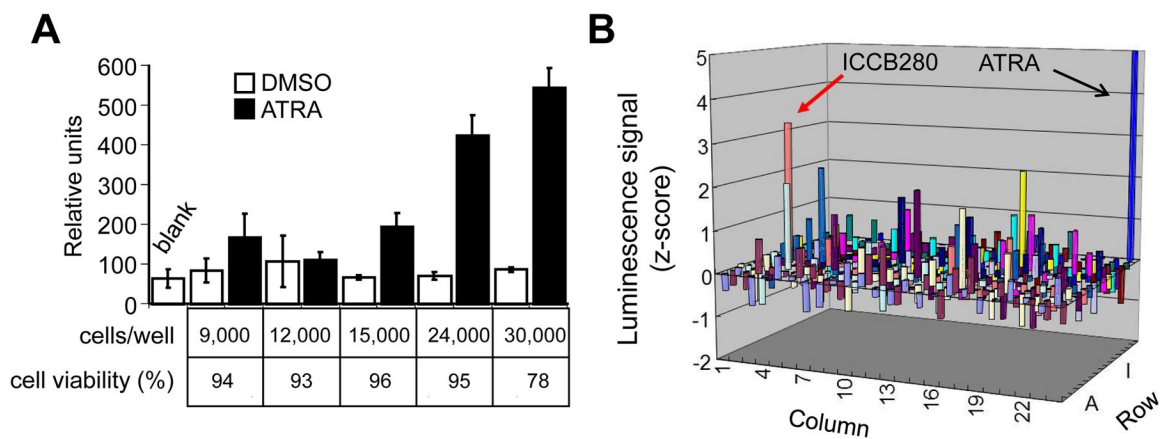 A
600
500
400
300
200
100
0
Relative units
DMSO
ATRA
blank
cells/well 9,000 12,000 15,000 24,000 30,000
cell viability (%) 94 93 96 95 78
B
ICCB280 ATRA
5
4
3
2
1
0
-1
-2
Luminescence signal
(z-score)
1 4 7 10 13 16 19 22
Column
A I
Row